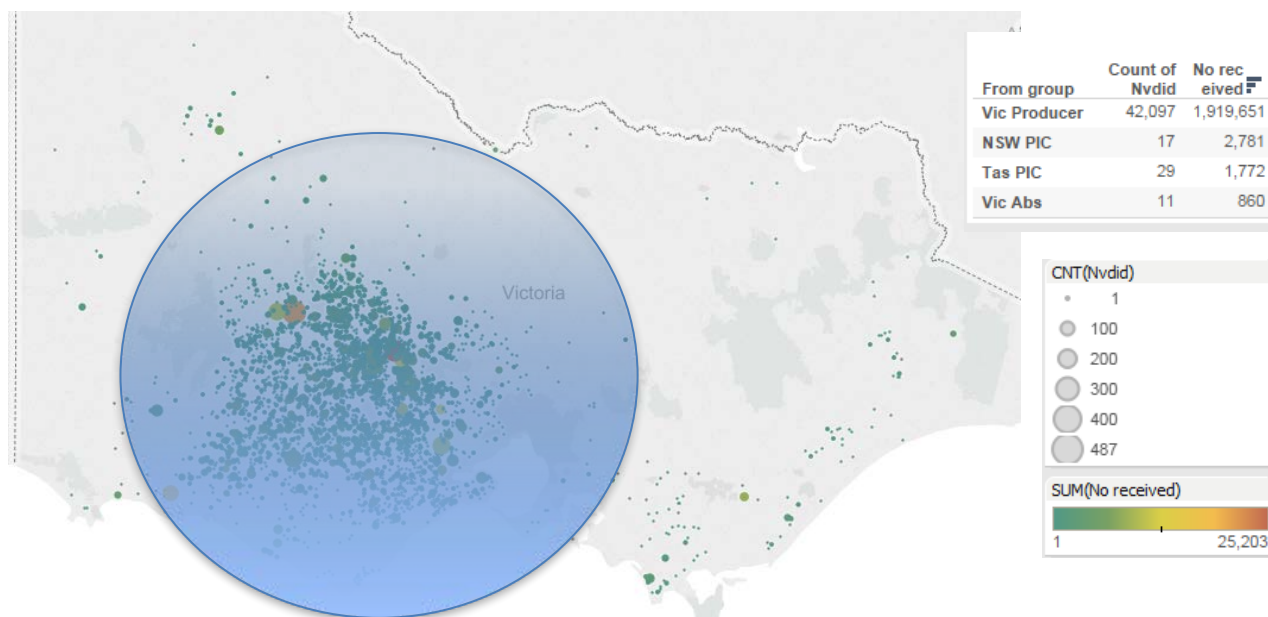 Victoria
Count of No rec
From group Nvdid eived
Vic Producer 42,097 1,919,651
NSW PIC 17 2,781
Tas PIC 29 1,772
Vic Abs 11 860
CNT(Nvdid)
1
100
200
300
400
487
SUM(No received)
1 25,203